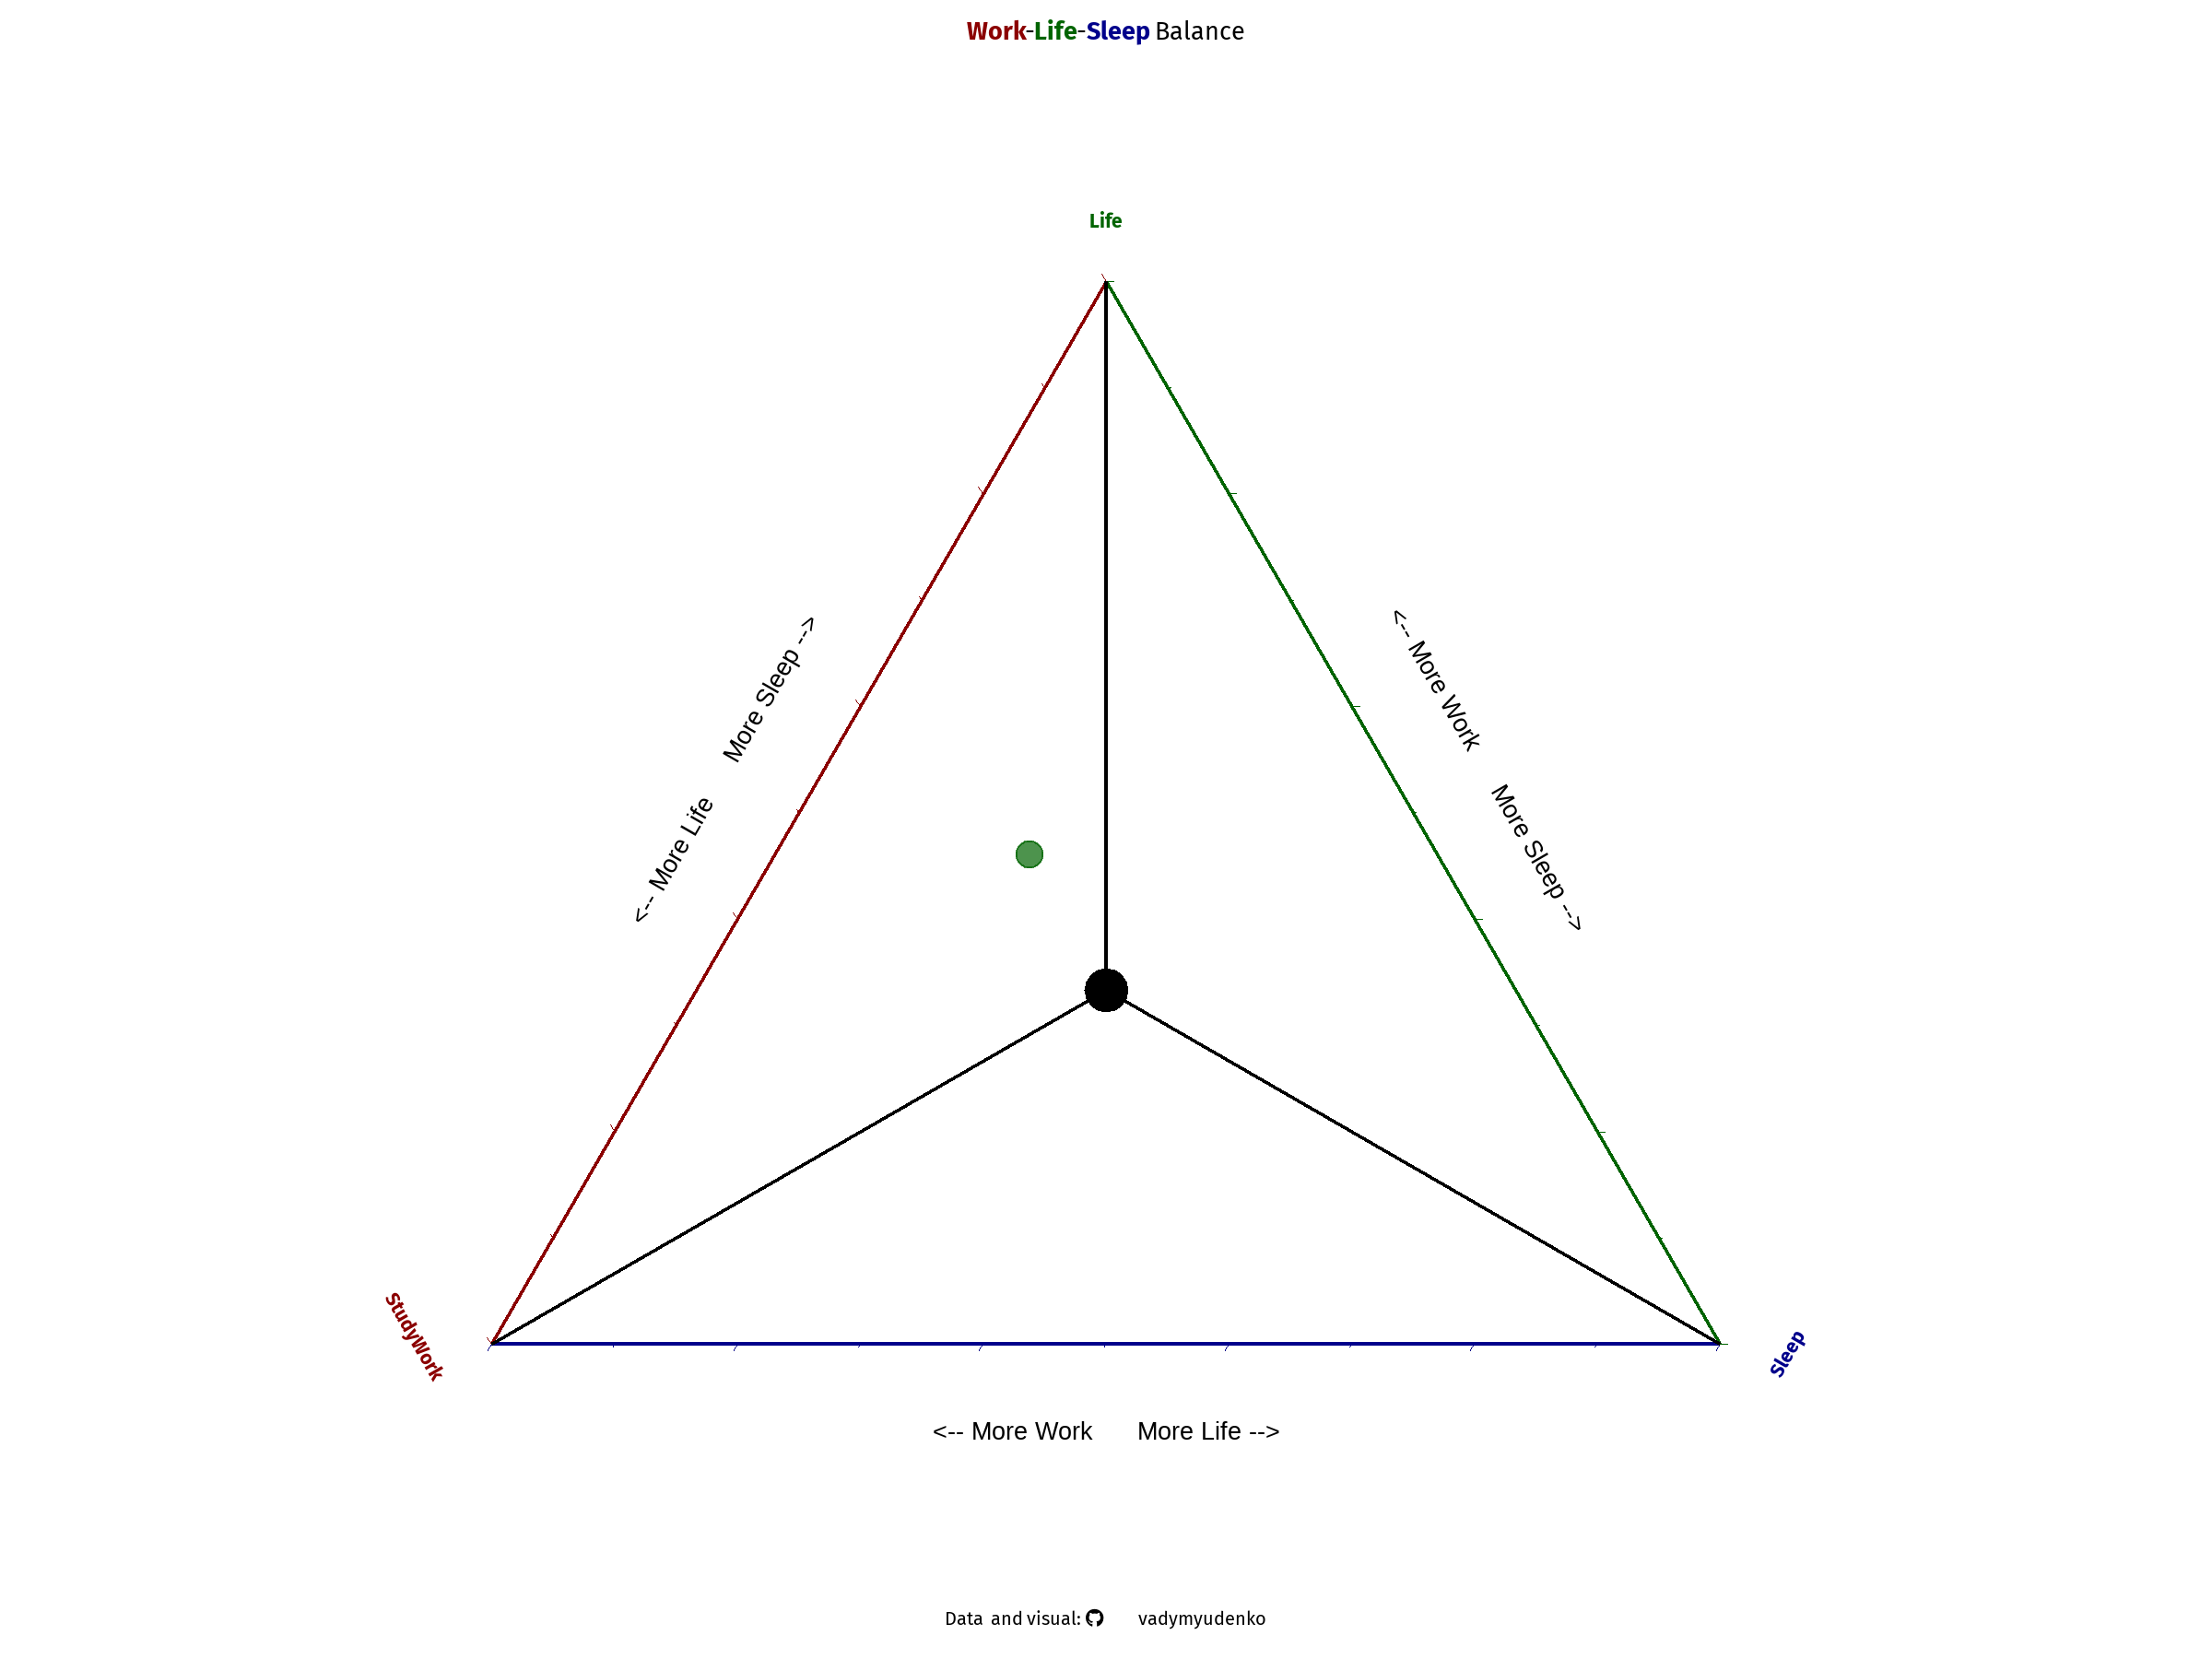 Work-Life-Sleep Balance
Life
<-- More Life More Sleep -->
<-- More Work More Sleep -->
StudyWork
Sleep
<-- More Work More Life -->
Data and visual: vadymyudenko